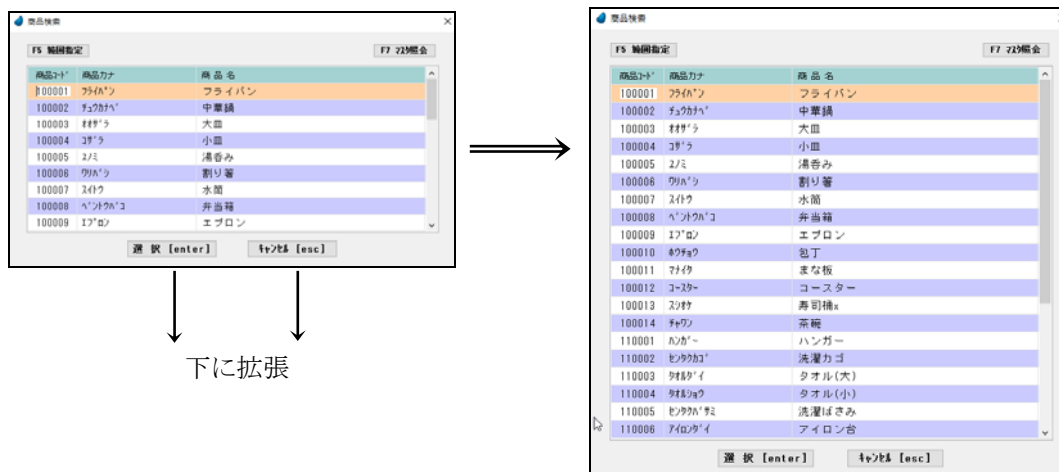 商品検索
F5 範囲指定 F7 ﾏｽﾀ照会
商品ｺｰﾄﾞ 商品カナ 商 品 名
100001 ﾌﾗｲﾊﾟﾝ フライパン
100002 ﾁｭｳｶﾅﾍﾞ 中華鍋
100003 ｵｵｻﾞﾗ 大皿
100004 ｺｻﾞﾗ 小皿
100005 ﾕﾉﾐ 湯呑み
100006 ﾜﾘﾊﾞｼ 割り箸
100007 ｽｲﾄｳ 水筒
100008 ﾍﾞﾝﾄｳﾊﾞｺ 弁当箱
100009 ｴﾌﾟﾛﾝ エプロン
選 択 [enter] ｷｬﾝｾﾙ [esc]
下に拡張
商品検索
F5 範囲指定 F7 ﾏｽﾀ照会
商品ｺｰﾄﾞ 商品カナ 商 品 名
100001 ﾌﾗｲﾊﾟﾝ フライパン
100002 ﾁｭｳｶﾅﾍﾞ 中華鍋
100003 ｵｵｻﾞﾗ 大皿
100004 ｺｻﾞﾗ 小皿
100005 ﾕﾉﾐ 湯呑み
100006 ﾜﾘﾊﾞｼ 割り箸
100007 ｽｲﾄｳ 水筒
100008 ﾍﾞﾝﾄｳﾊﾞｺ 弁当箱
100009 ｴﾌﾟﾛﾝ エプロン
100010 ﾎｳﾁｮｳ 包丁
100011 ﾏﾅｲﾀ まな板
100012 ｺｰｽﾀｰ コースター
100013 ｽｼｵｹ 寿司桶x
100014 ﾁｬﾜﾝ 茶碗
110001 ﾊﾝｶﾞｰ ハンガー
110002 ｾﾝﾀｸｶｺﾞ 洗濯カゴ
110003 ﾀｵﾙﾀﾞｲ タオル(大)
110004 ﾀｵﾙｼｮｳ タオル(小)
110005 ｾﾝﾀｸﾊﾞｻﾐ 洗濯ばさみ
110006 ｱｲﾛﾝﾀﾞｲ アイロン台
選 択 [enter] ｷｬﾝｾﾙ [esc]